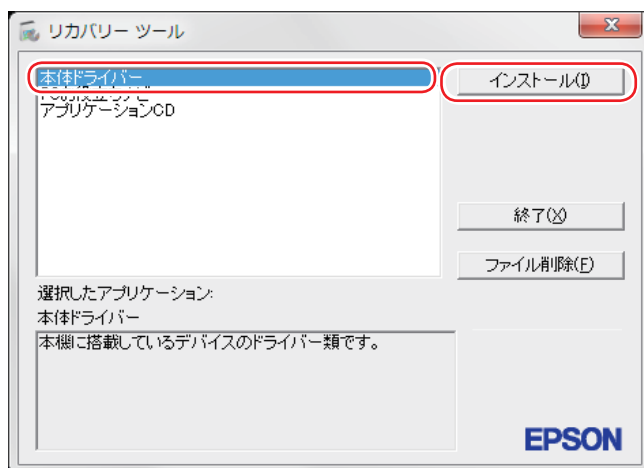 リカバリー ツール
本体ドライバー
アプリケーションCD
インストール(I)
終了(X)
ファイル削除(F)
選択したアプリケーション:
本体ドライバー
本機に搭載しているデバイスのドライバー類です。
EPSON